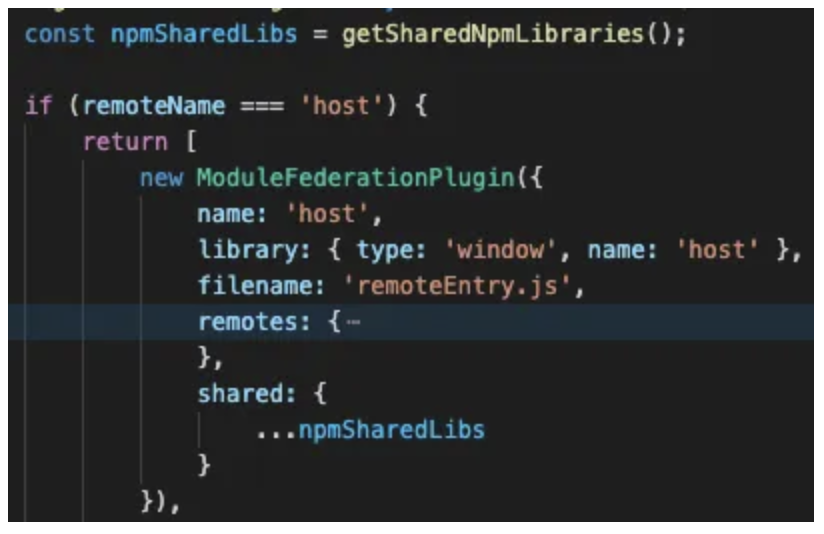 const npmSharedLibs = getSharedNpmLibraries();
if (remoteName === 'host') {
return [
new ModuleFederationPlugin({
name: 'host',
library: { type: 'window', name: 'host' },
filename: 'remoteEntry.js',
remotes: {⋯
},
shared: {
...npmSharedLibs
}
}),